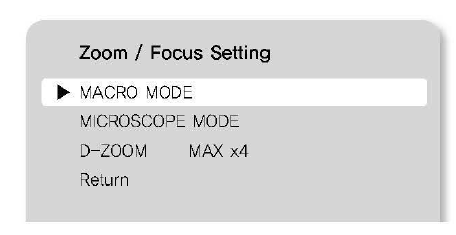 Zoom / Focus Setting
▶ MACRO MODE
MICROSCOPE MODE
D-ZOOM MAX x4
Return